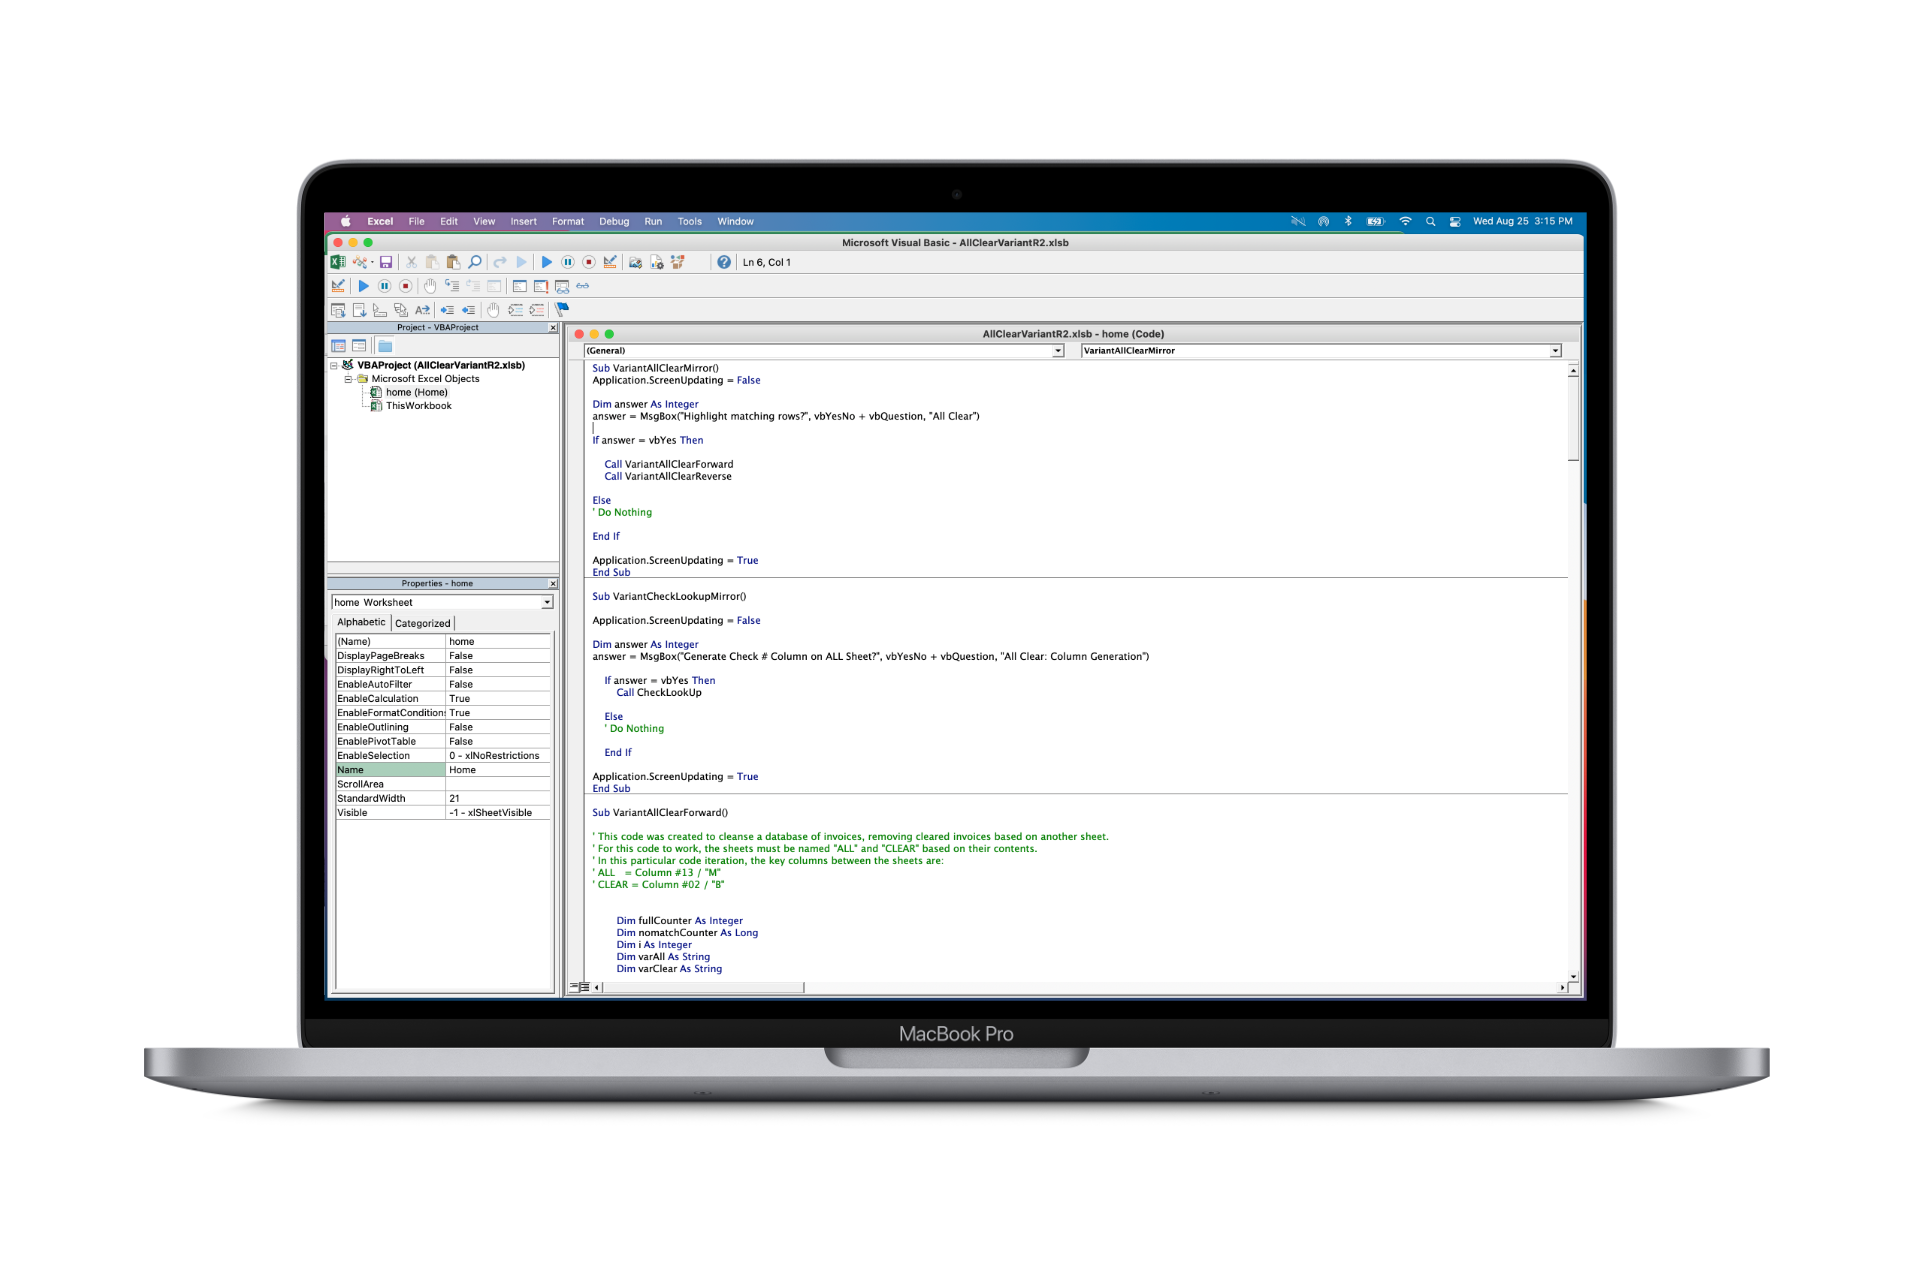 Excel File Edit View Insert Format Debug Run Tools Window Wed Aug 25 3:15 PM
Microsoft Visual Basic - AllClearVariantR2.xlsb
Ln 6, Col 1
Project - VBAProject
VBAProject (AllClearVariantR2.xlsb)
Microsoft Excel Objects
home (Home)
ThisWorkbook
Properties - home
home Worksheet
Alphabetic Categorized
(Name) home
DisplayPageBreaks False
DisplayRightToLeft False
EnableAutoFilter False
EnableCalculation True
EnableFormatCondition True
EnableOutlining False
EnablePivotTable False
EnableSelection 0 - xlNoRestrictions
Name Home
ScrollArea
StandardWidth 21
Visible -1 - xlSheetVisible
AllClearVariantR2.xlsb - home (Code)
(General) VariantAllClearMirror
Sub VariantAllClearMirror()
Application.ScreenUpdating = False
Dim answer As Integer
answer = MsgBox("Highlight matching rows?", vbYesNo + vbQuestion, "All Clear")
If answer = vbYes Then
Call VariantAllClearForward
Call VariantAllClearReverse
Else
' Do Nothing
End If
Application.ScreenUpdating = True
End Sub
Sub VariantCheckLookupMirror()
Application.ScreenUpdating = False
Dim answer As Integer
answer = MsgBox("Generate Check # Column on ALL Sheet?", vbYesNo + vbQuestion, "All Clear: Column Generation")
If answer = vbYes Then
Call CheckLookUp
Else
' Do Nothing
End If
Application.ScreenUpdating = True
End Sub
Sub VariantAllClearForward()
' This code was created to cleanse a database of invoices, removing cleared invoices based on another sheet.
' For this code to work, the sheets must be named "ALL" and "CLEAR" based on their contents.
' In this particular code iteration, the key columns between the sheets are:
' ALL = Column #13 / "M"
' CLEAR = Column #02 / "B"
Dim fullCounter As Integer
Dim nomatchCounter As Long
Dim i As Integer
Dim varAll As String
Dim varClear As String
MacBook Pro